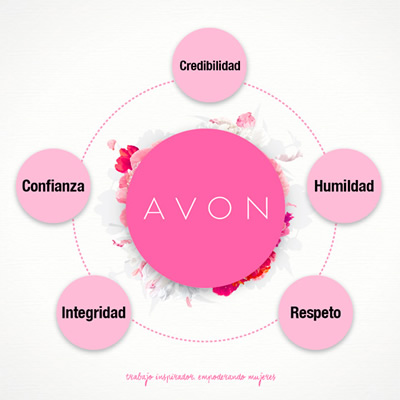 Credibilidad
Confianza
AVON
Humildad
Integridad
Respeto
trabajo inspirador, empoderando mujeres